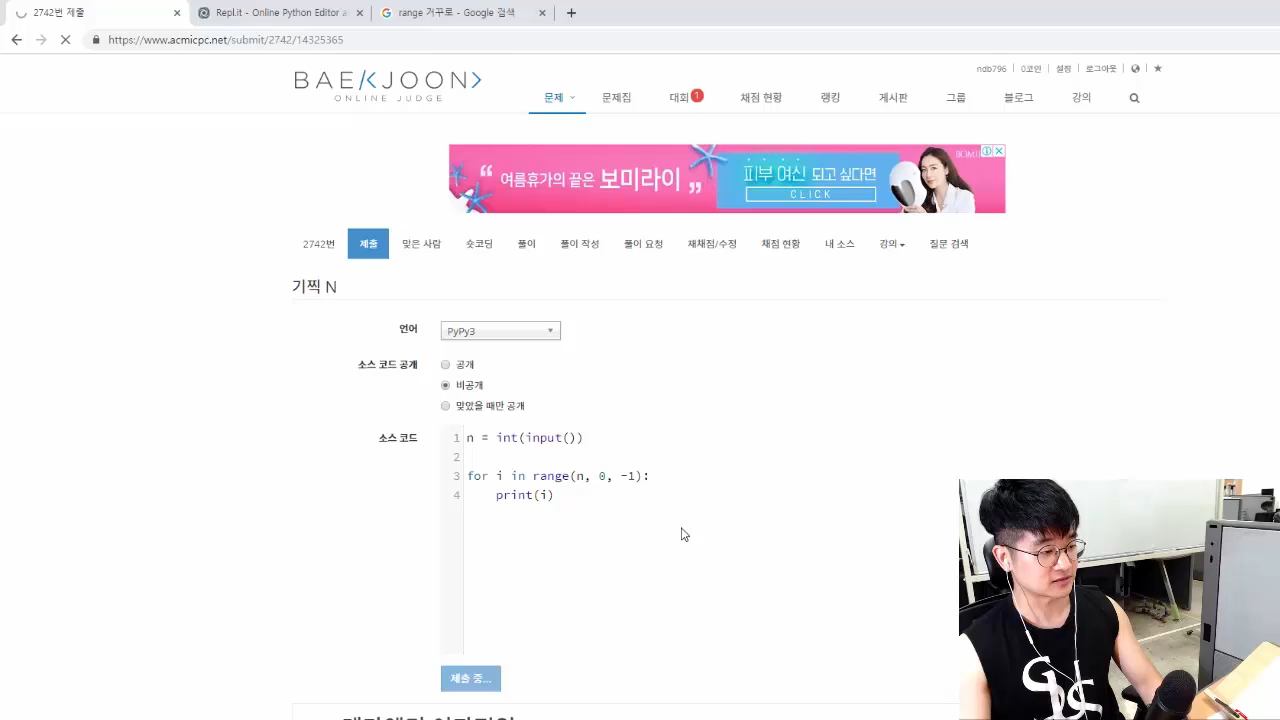 2742번 제출
Repl.it - Online Python Editor a
range 거꾸로 - Google 검색
https://www.acmicpc.net/submit/2742/14325365
ndb796
0코인
설정
로그아웃
BAEKJOON
ONLINE JUDGE
문제
문제집
대회 1
채점 현황
랭킹
게시판
그룹
블로그
강의
“ 여름휴가의 끝은 보미라이 ”
피부 여신 되고 싶다면
CLICK
BOMII
2742번
제출
맞은 사람
숏코딩
풀이
풀이 작성
풀이 요청
재채점/수정
채점 현황
내 소스
강의
질문 검색
기찍 N
언어
PyPy3
소스 코드 공개
공개
비공개
맞았을 때만 공개
소스 코드
1 n = int(input())
2
3 for i in range(n, 0, -1):
4 print(i)
제출 중...